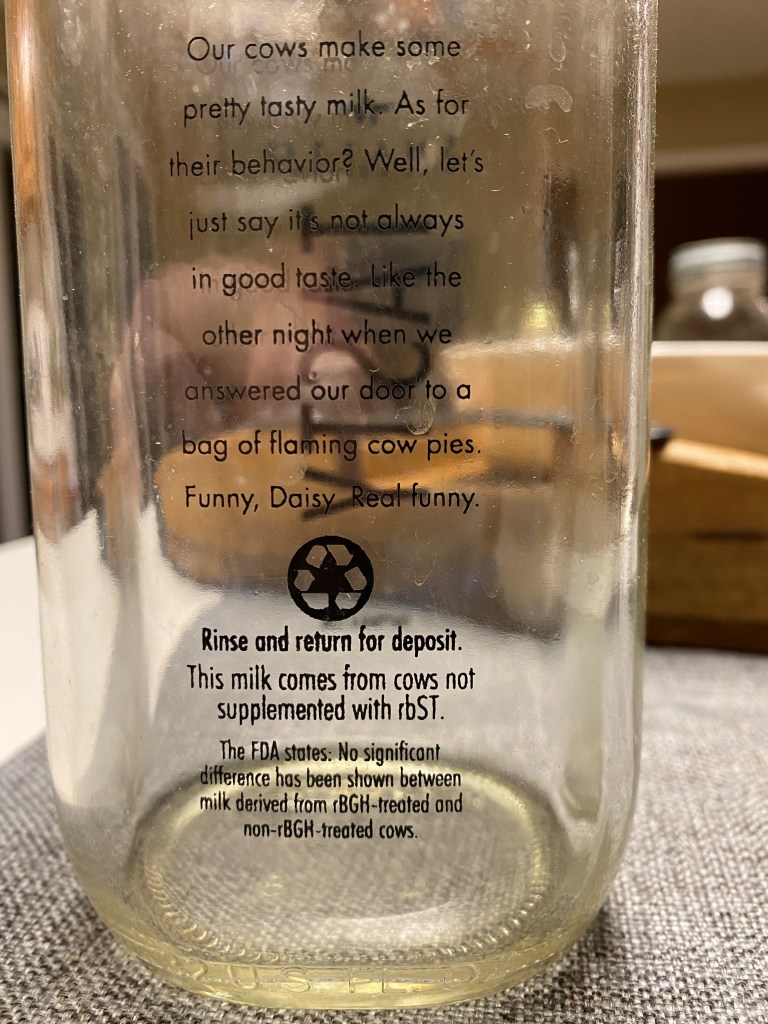 Our cows make some
pretty tasty milk. As for
their behavior? Well, let's
just say it's not always
in good taste. Like the
other night when we
answered our door to a
bag of flaming cow pies.
Funny, Daisy. Real funny.
Rinse and return for deposit.
This milk comes from cows not
supplemented with rbST.
The FDA states: No significant
difference has been shown between
milk derived from rBGH-treated and
non-rBGH-treated cows.